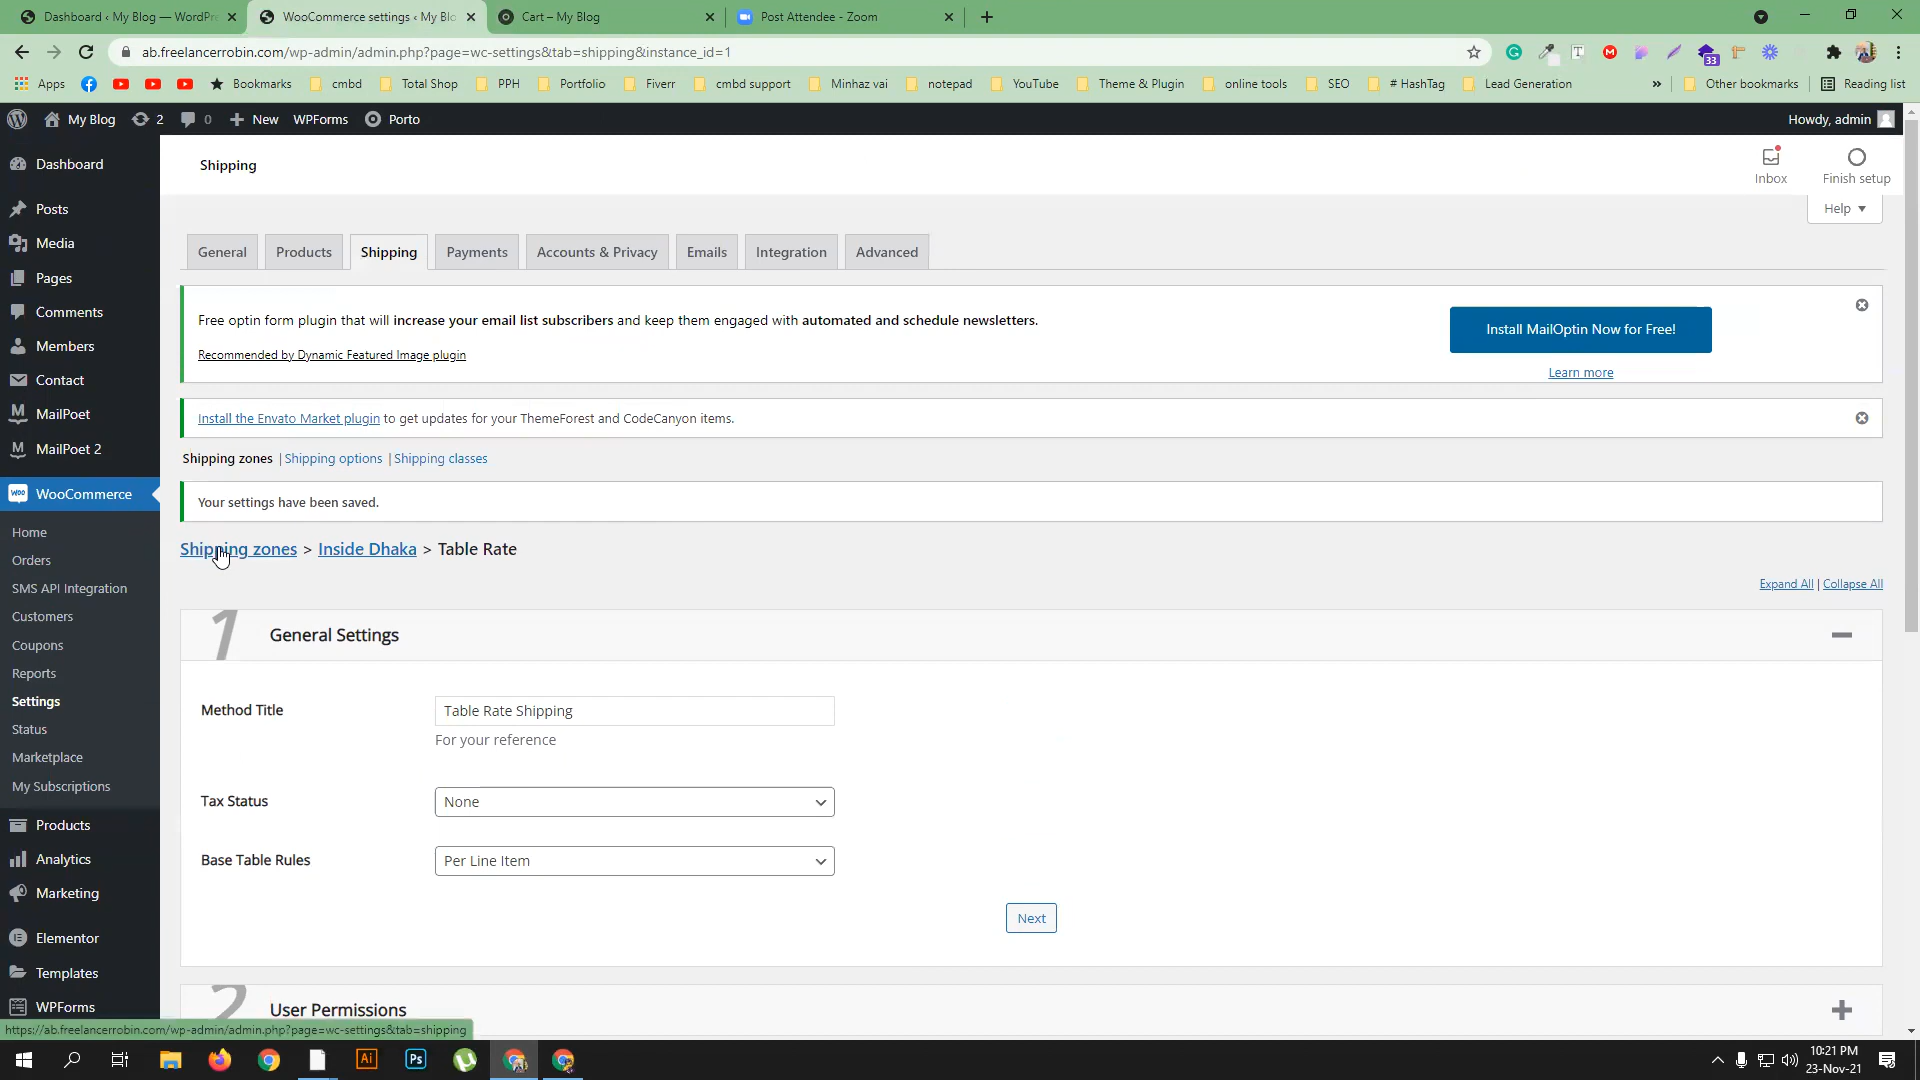 Dashboard ‹ My Blog — WordPre
WooCommerce settings ‹ My Blo
Cart – My Blog
Post Attendee - Zoom
ab.freelancerrobin.com/wp-admin/admin.php?page=wc-settings&tab=shipping&instance_id=1
33
Apps
Bookmarks
cmbd
Total Shop
PPH
Portfolio
Fiverr
cmbd support
Minhaz vai
notepad
YouTube
Theme & Plugin
online tools
SEO
# HashTag
Lead Generation
»
Other bookmarks
Reading list
My Blog
2
0
New
WPForms
Porto
Howdy, admin
Dashboard
Posts
Media
Pages
Comments
Members
Contact
MailPoet
MailPoet 2
WooCommerce
Home
Orders
SMS API Integration
Customers
Coupons
Reports
Settings
Status
Marketplace
My Subscriptions
Products
Analytics
Marketing
Elementor
Templates
WPForms
Shipping
Inbox
Finish setup
Help
General
Products
Shipping
Payments
Accounts & Privacy
Emails
Integration
Advanced
Free optin form plugin that will increase your email list subscribers and keep them engaged with automated and schedule newsletters.
Recommended by Dynamic Featured Image plugin
Install MailOptin Now for Free!
Learn more
Install the Envato Market plugin to get updates for your ThemeForest and CodeCanyon items.
Shipping zones | Shipping options | Shipping classes
Your settings have been saved.
Shipping zones > Inside Dhaka > Table Rate
Expand All | Collapse All
1
General Settings
Method Title
Table Rate Shipping
For your reference
Tax Status
None
Base Table Rules
Per Line Item
Next
2
User Permissions
https://ab.freelancerrobin.com/wp-admin/admin.php?page=wc-settings&tab=shipping
Ai
Ps
10:21 PM
23-Nov-21